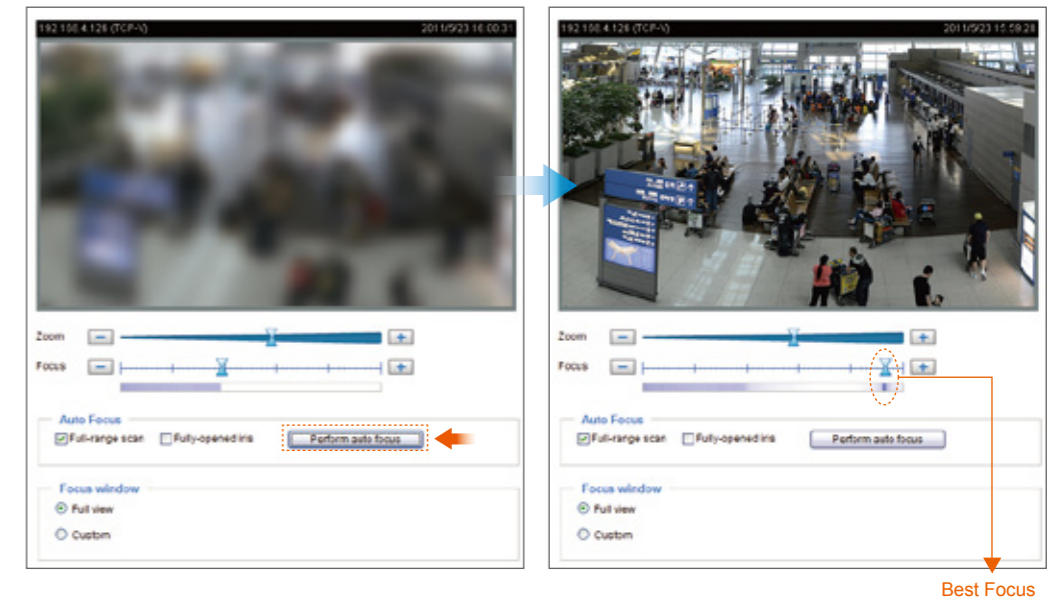 192.168.4.126 (TCP-V) 2011/5/23 16:00:31
Zoom
Focus
Auto Focus
Full-range scan Fully-opened iris Perform auto focus
Focus window
Full view
Custom
192.168.4.126 (TCP-V) 2011/5/23 15:59:28
Zoom
Focus
Auto Focus
Full-range scan Fully-opened iris Perform auto focus
Focus window
Full view
Custom
Best Focus